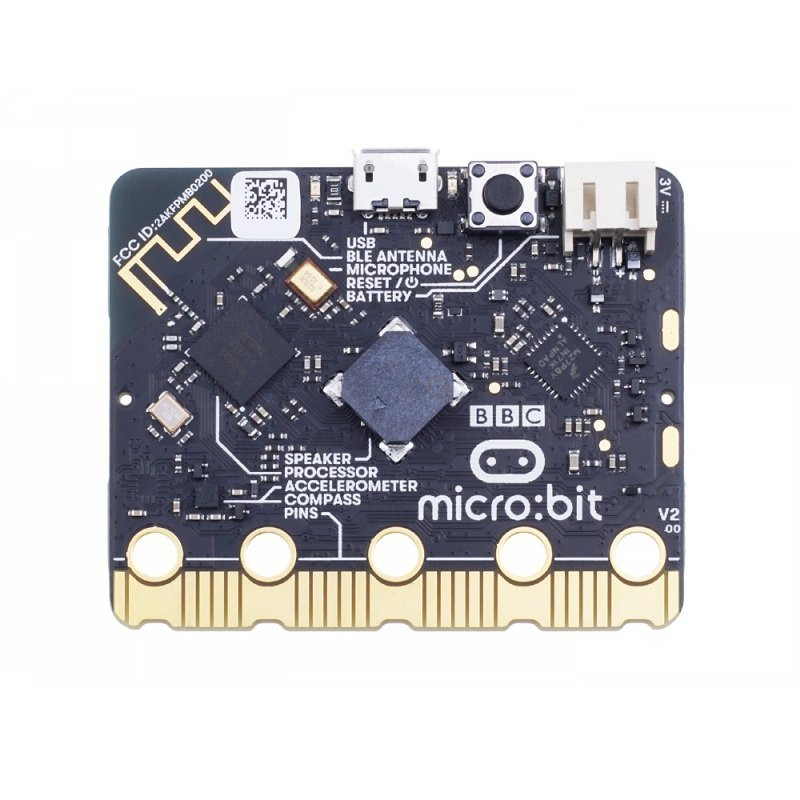 FCC ID:2AKFPMB0200
3V
USB
BLE ANTENNA
MICROPHONE
RESET /
BATTERY
BBC
SPEAKER
PROCESSOR
ACCELEROMETER
COMPASS
PINS
micro:bit
V2
.00